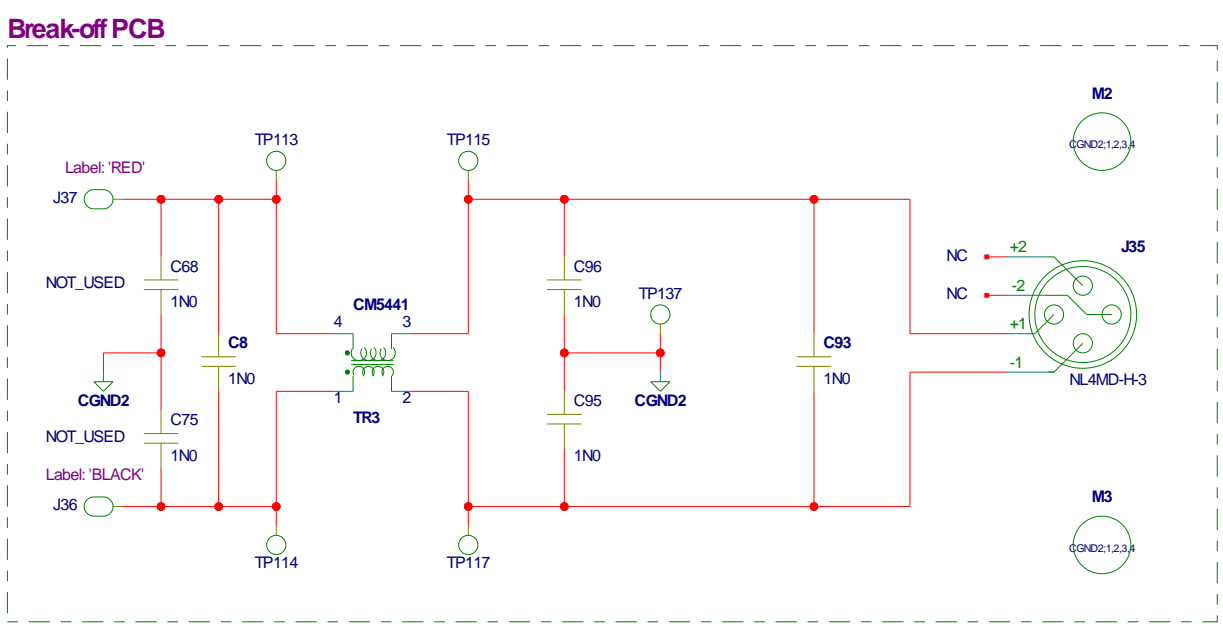 Break-off PCB
M2
CGND2;1,2,3,4
TP113
TP115
Label: 'RED'
J37
J35
+2
NC
C68
C96
NOT_USED
1N0
1N0
TP137
-2
NC
CM5441
4
3
+1
C8
C93
-1
1N0
1N0
NL4MD-H-3
CGND2
CGND2
1
2
TR3
C75
C95
NOT_USED
1N0
1N0
Label: 'BLACK'
J36
M3
CGND2;1,2,3,4
TP114
TP117